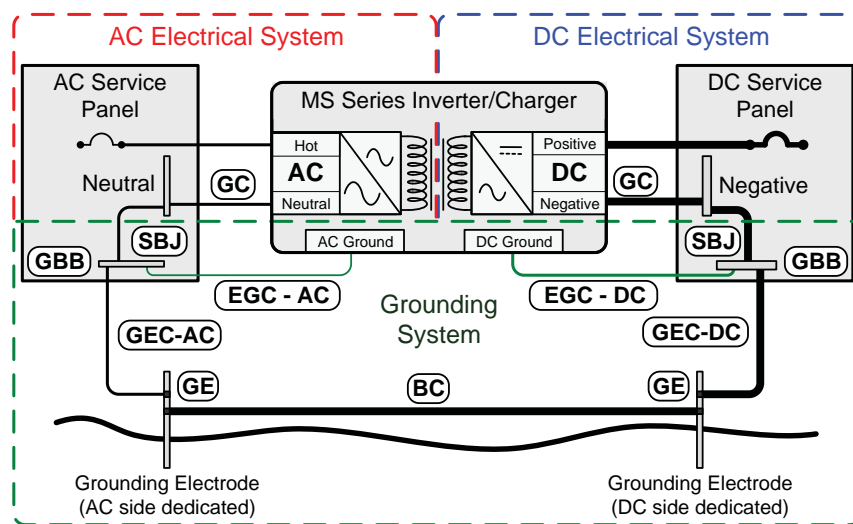 AC Electrical System
DC Electrical System
AC Service
Panel
MS Series Inverter/Charger
DC Service
Panel
Hot
AC
Neutral
Positive
DC
Negative
Neutral
GC
GC
Negative
SBJ
SBJ
AC Ground
DC Ground
GBB
GBB
EGC - AC
EGC - DC
Grounding
System
GEC-AC
GEC-DC
GE
BC
GE
Grounding Electrode
(AC side dedicated)
Grounding Electrode
(DC side dedicated)